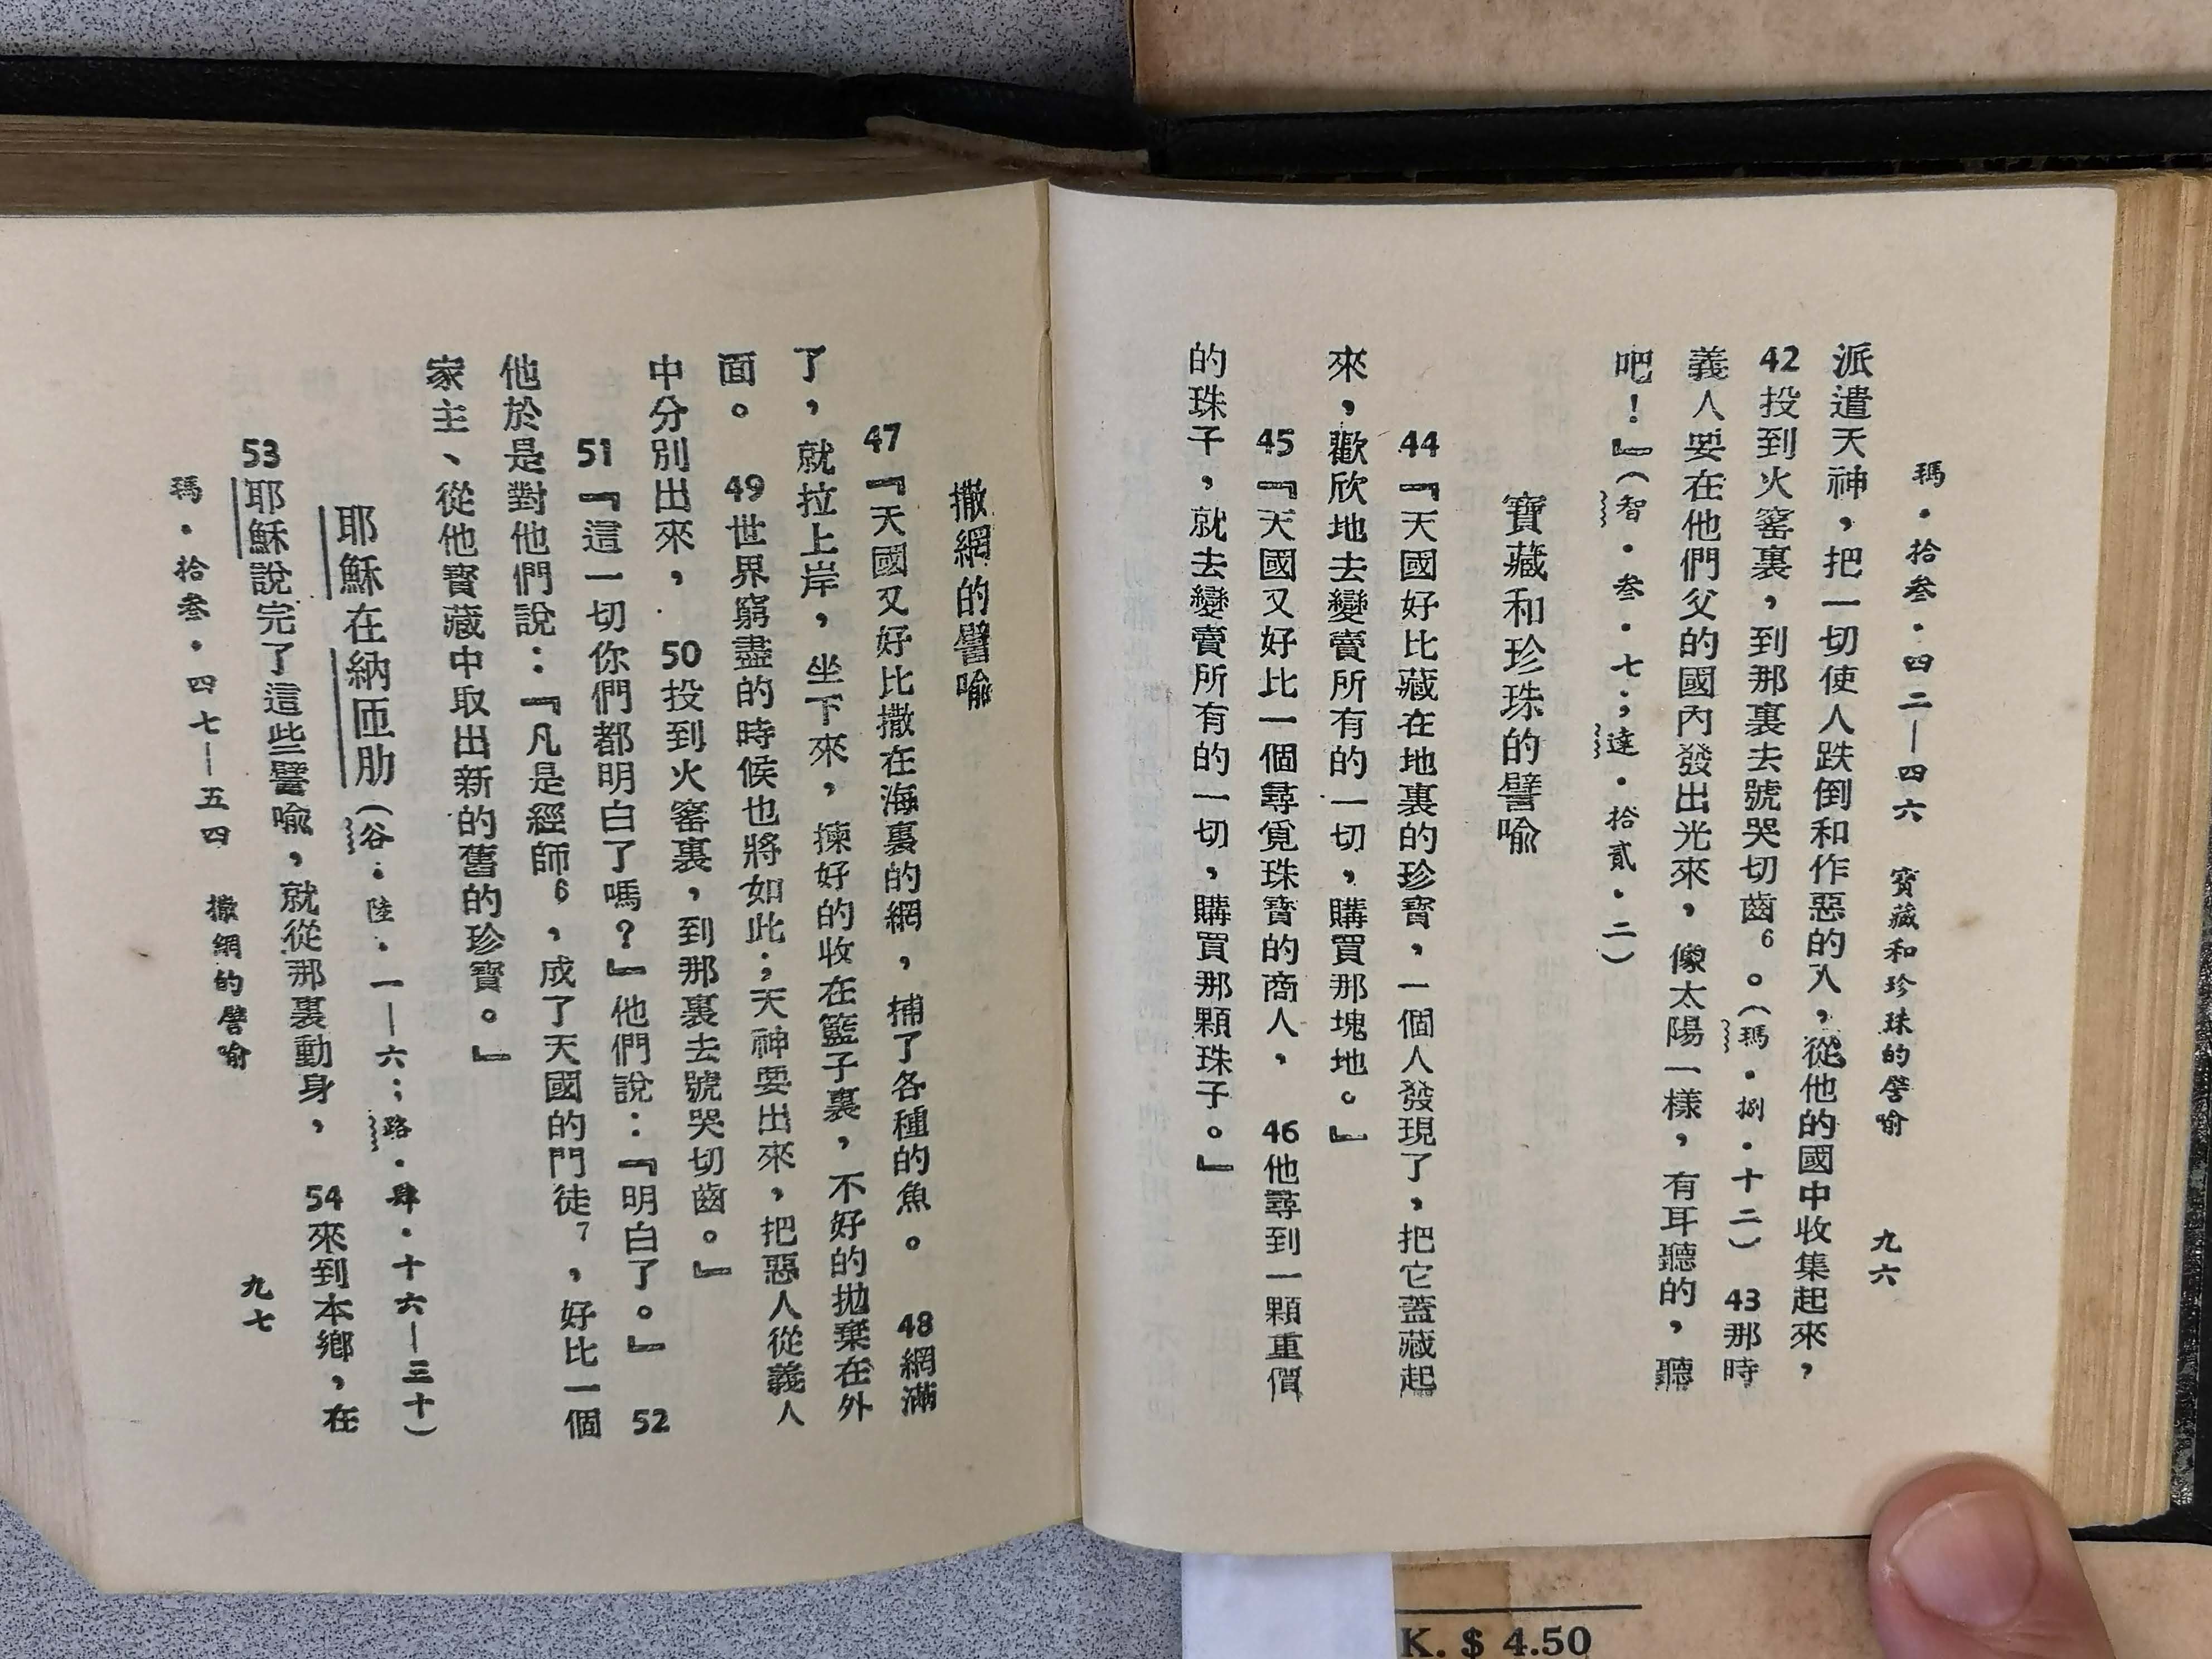 瑪・拾叁・四二—四六　寶藏和珍珠的譬喻　九六
派遣天神，把一切使人跌倒和作惡的人，從他的國中收集起來，
42投到火窰裏，到那裏去號哭切齒6。（瑪・捌・十二）43那時
義人要在他們父的國內發出光來，像太陽一樣，有耳聽的，聽
吧！』（智・叁・七；達・拾貳・二）
寶藏和珍珠的譬喻
44『天國好比藏在地裏的珍寶，一個人發現了，把它蓋藏起
來，歡欣地去變賣所有的一切，購買那塊地。』
45『天國又好比一個尋覓珠寶的商人，　46他尋到一顆重價
的珠子，就去變賣所有的一切，購買那顆珠子。』
撒網的譬喻
47『天國又好比撒在海裏的網，捕了各種的魚。　48網滿
了，就拉上岸，坐下來，揀好的收在籃子裏，不好的拋棄在外
面。　49世界窮盡的時候也將如此；天神要出來，把惡人從義人
中分別出來，　50投到火窰裏，到那裏去號哭切齒。』
51『這一切你們都明白了嗎？』他們說：『明白了。』　52
他於是對他們說：『凡是經師6，成了天國的門徒7，好比一個
家主、從他寶藏中取出新的舊的珍寶。』
耶穌在納匝肋（谷・陸・一—六；路・肆・十六—三十）
53耶穌說完了這些譬喻，就從那裏動身，　54來到本鄉，在
瑪・拾叁・四七—五四　撒網的譬喻　九七
K. $ 4.50